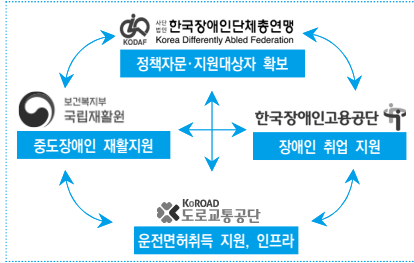 사단
법인 한국장애인단체총연맹
KODAF Korea Differently Abled Federation
정책자문·지원대상자 확보
보건복지부
국립재활원
중도장애인 재활지원
한국장애인고용공단
장애인 취업 지원
KOROAD
도로교통공단
운전면허취득 지원, 인프라